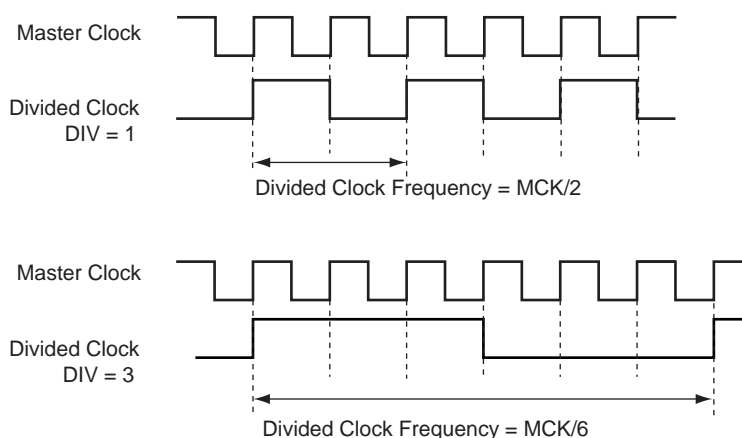 Master Clock
Divided Clock
DIV = 1
Divided Clock Frequency = MCK/2
Master Clock
Divided Clock
DIV = 3
Divided Clock Frequency = MCK/6